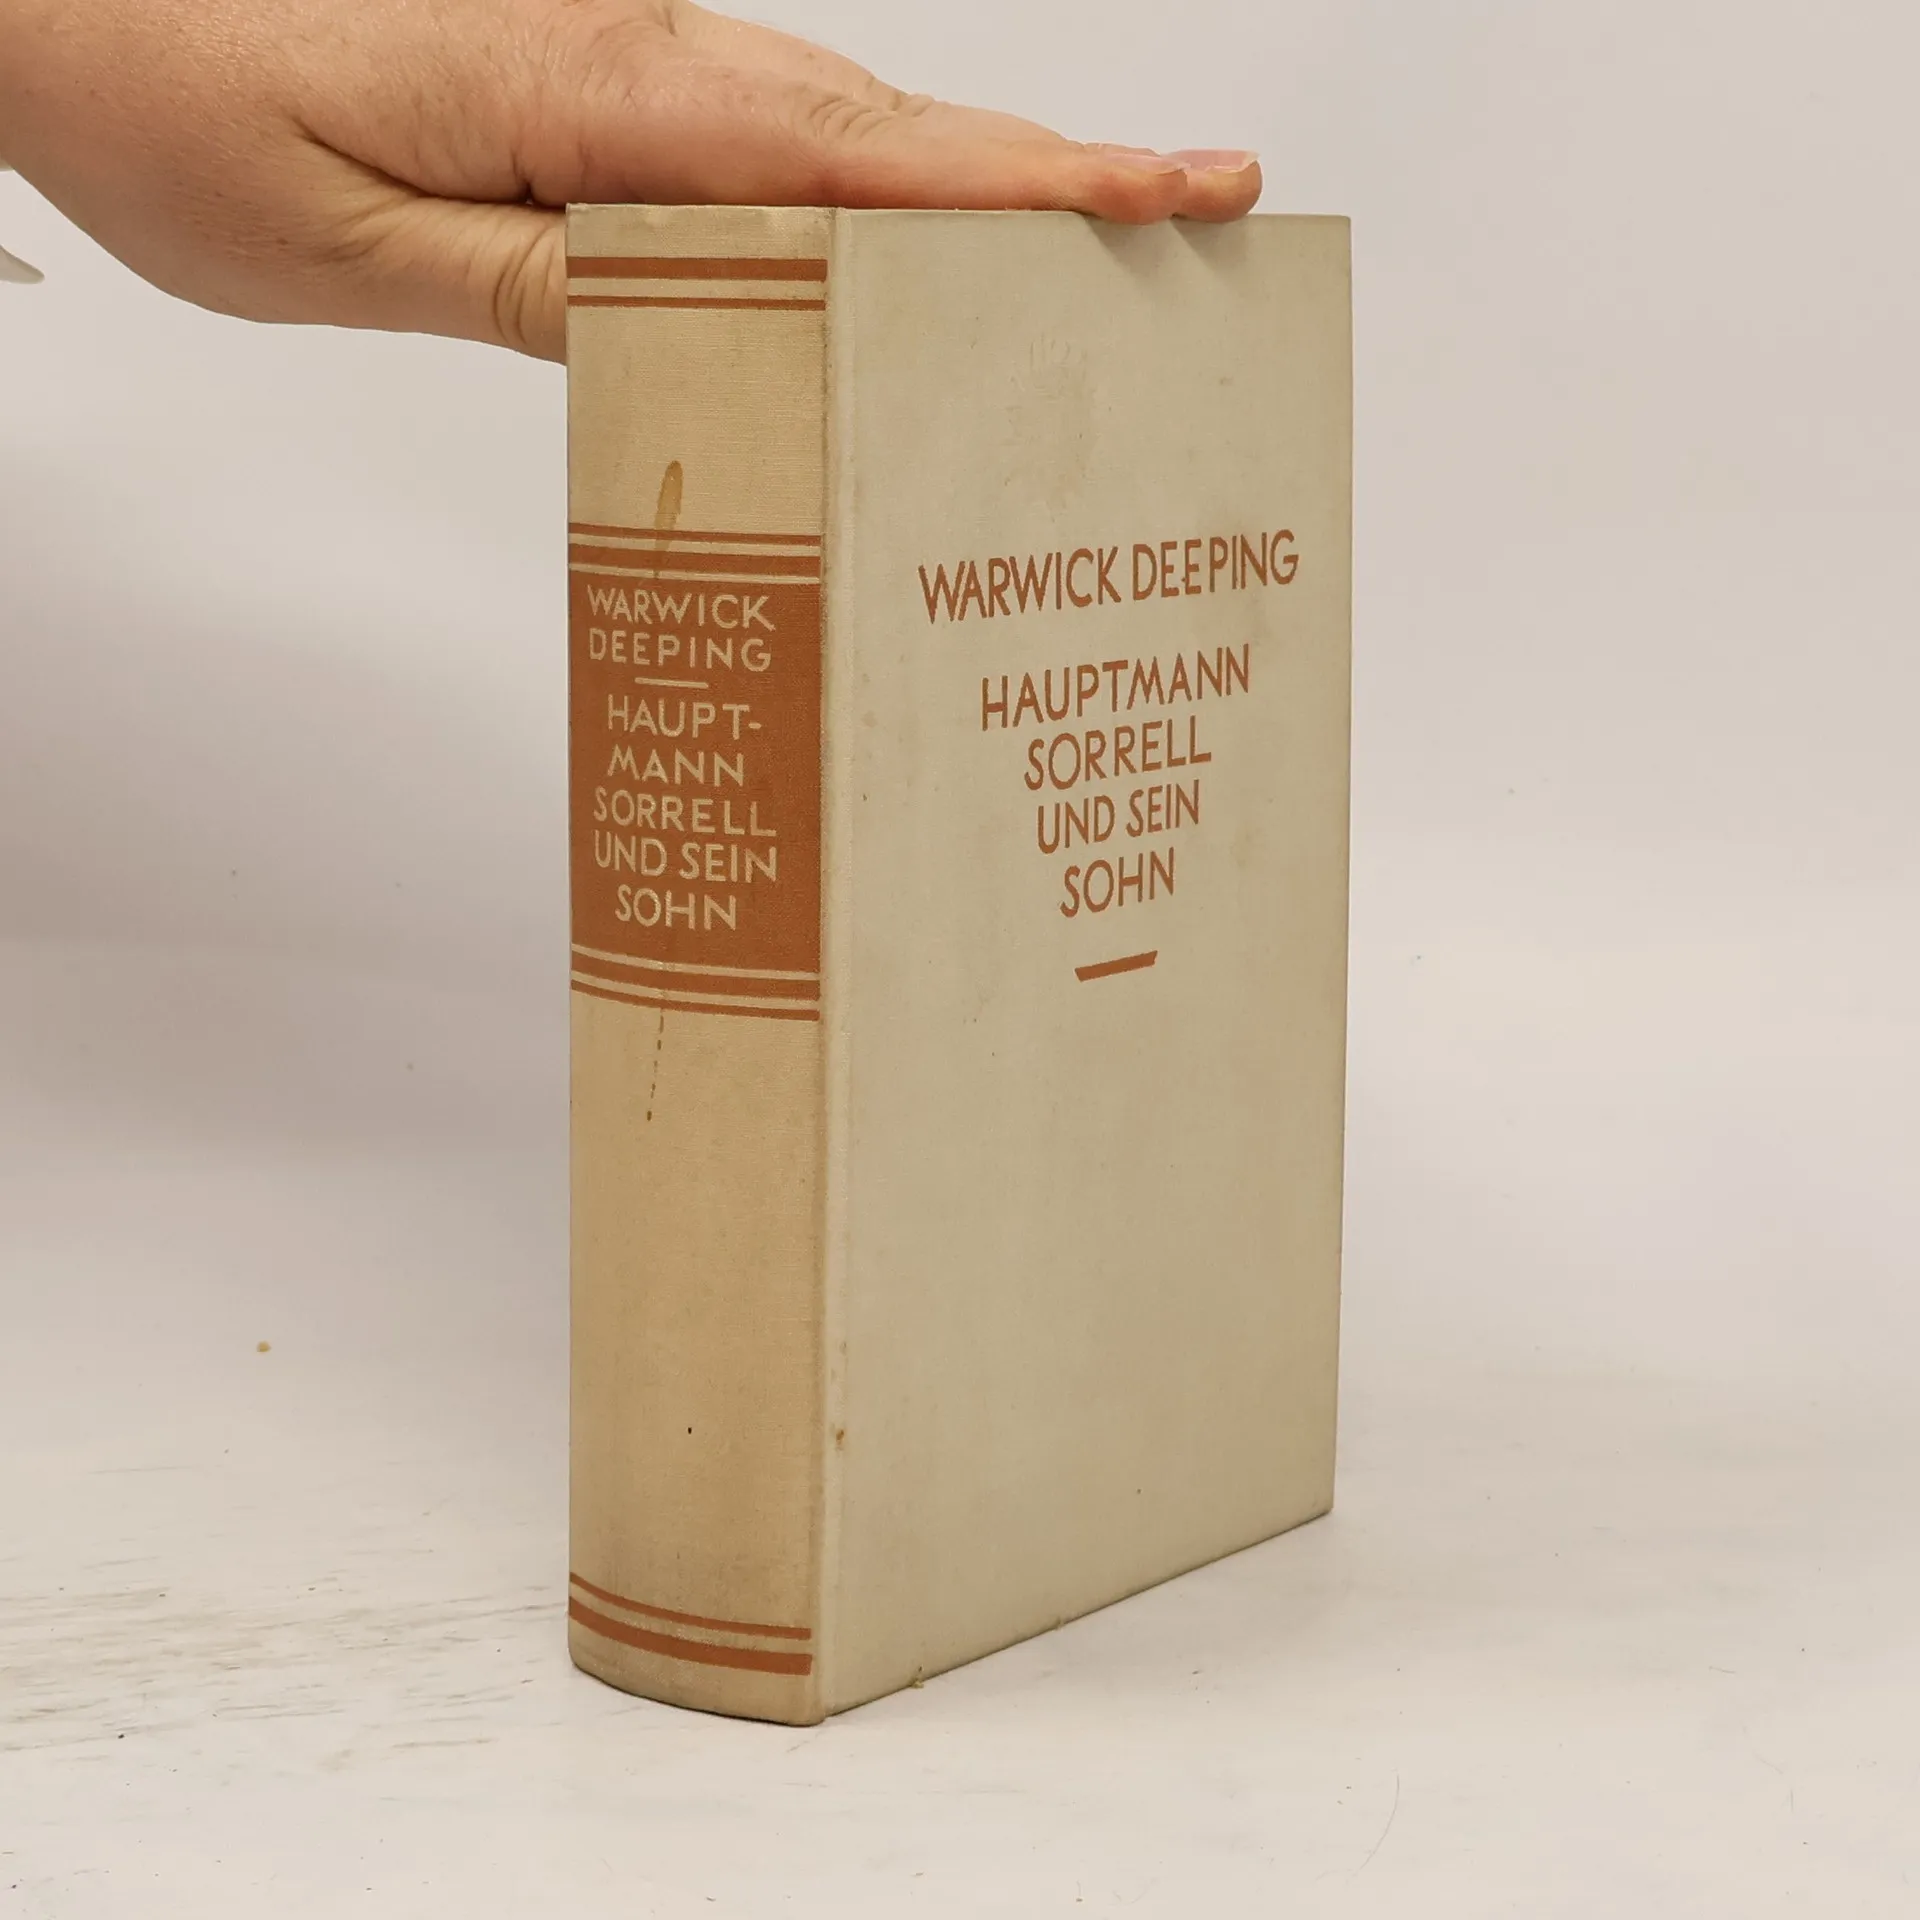 WARWICK
DEEPING
HAUPT-
MANN
SORRELL
UND SEIN
SOHN
WARWICK DEEPING
HAUPTMANN
SORRELL
UND SEIN
SOHN